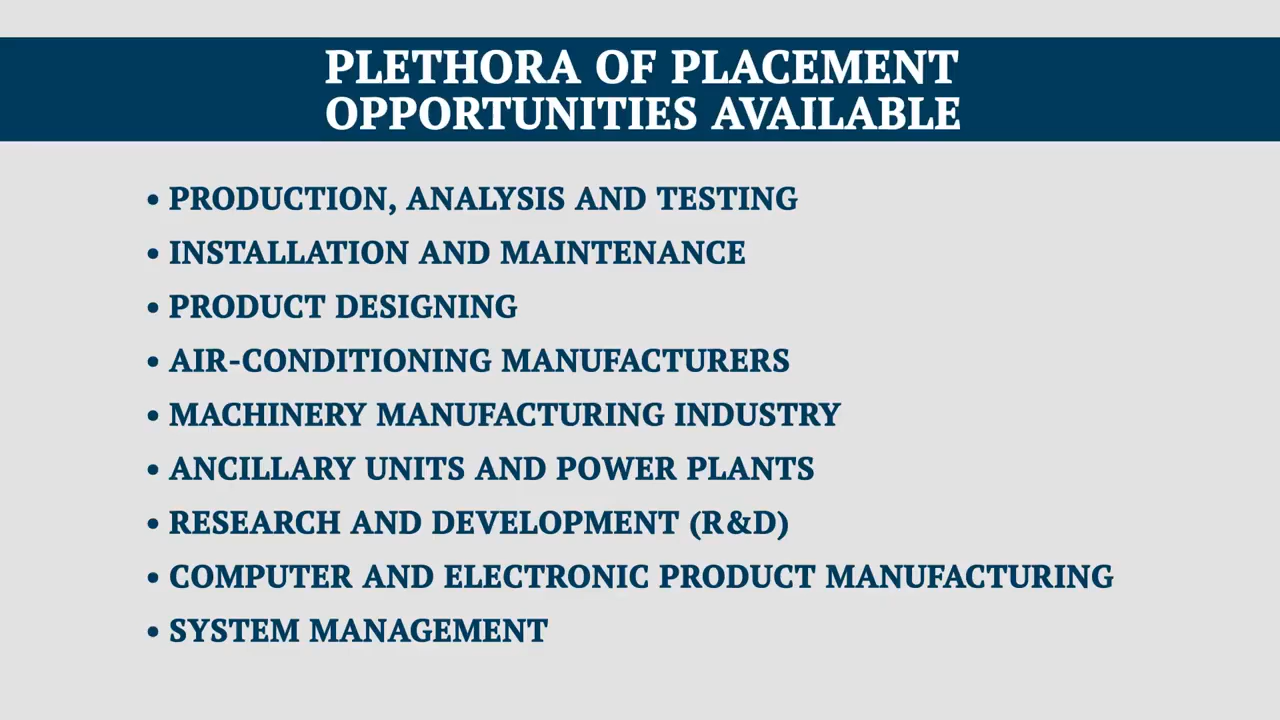 PLETHORA OF PLACEMENT
OPPORTUNITIES AVAILABLE
• PRODUCTION, ANALYSIS AND TESTING
• INSTALLATION AND MAINTENANCE
• PRODUCT DESIGNING
• AIR-CONDITIONING MANUFACTURERS
• MACHINERY MANUFACTURING INDUSTRY
• ANCILLARY UNITS AND POWER PLANTS
• RESEARCH AND DEVELOPMENT (R&D)
• COMPUTER AND ELECTRONIC PRODUCT MANUFACTURING
• SYSTEM MANAGEMENT